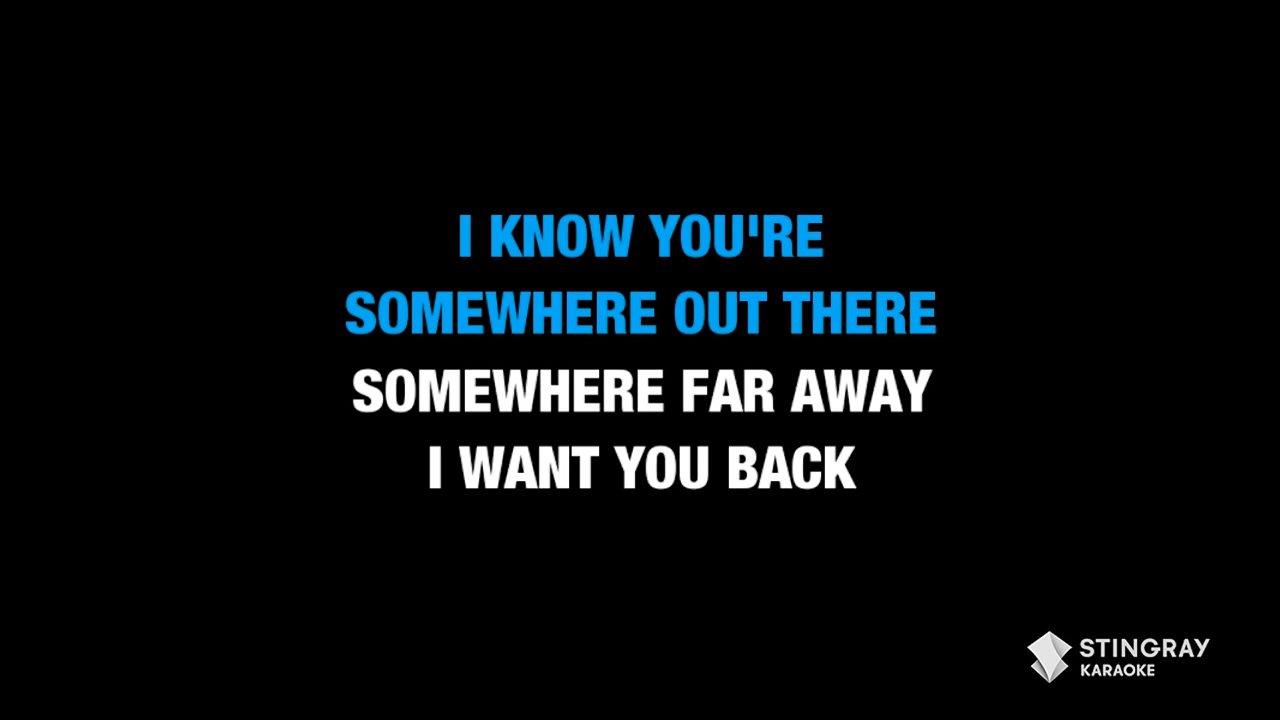 I KNOW YOU'RE
SOMEWHERE OUT THERE
SOMEWHERE FAR AWAY
I WANT YOU BACK
STINGRAY
KARAOKE